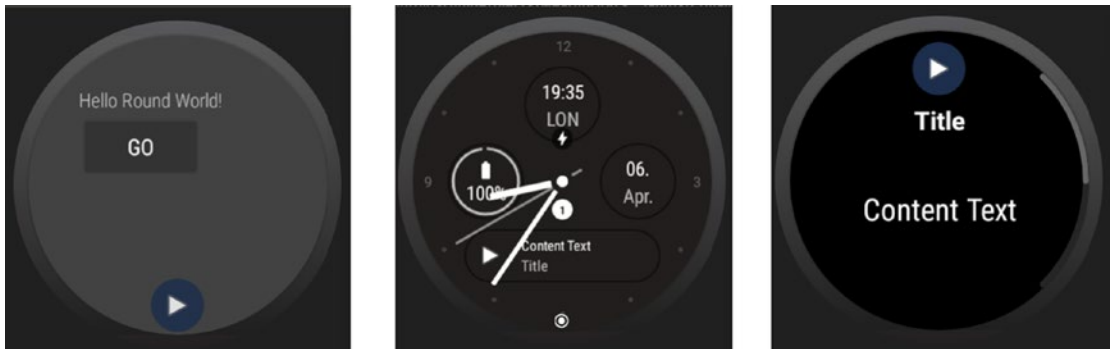 Hello Round World!
GO
12
19:35
LON
9
100%
06.
Apr.
3
1
Content Text
Title
Title
Content Text